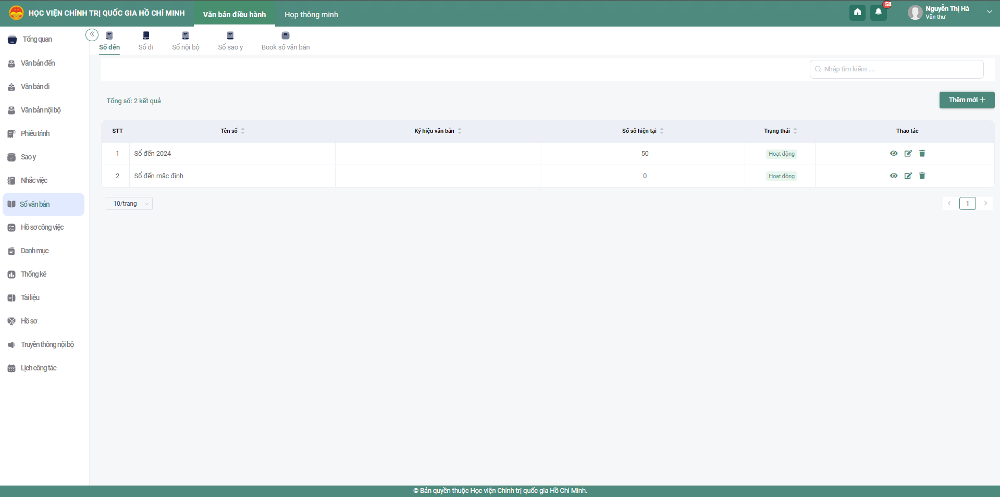 HỌC VIỆN CHÍNH TRỊ QUỐC GIA HỒ CHÍ MINH
Văn bản điều hành
Họp thông minh
58
Nguyễn Thị Hà
Văn thư
Tổng quan
Văn bản đến
Văn bản đi
Văn bản nội bộ
Phiếu trình
Sao y
Nhắc việc
Sổ văn bản
Hồ sơ công việc
Danh mục
Thống kê
Tài liệu
Hồ sơ
Truyền thông nội bộ
Lịch công tác
Sổ đến
Sổ đi
Sổ nội bộ
Sổ sao y
Book số văn bản
Nhập tìm kiếm ....
Tổng số: 2 kết quả
Thêm mới
STT Tên sổ Ký hiệu văn bản Số sổ hiện tại Trạng thái Thao tác
1 Sổ đến 2024 50 Hoạt động
2 Sổ đến mặc định 0 Hoạt động
10/trang
1
© Bản quyền thuộc Học viện Chính trị quốc gia Hồ Chí Minh.